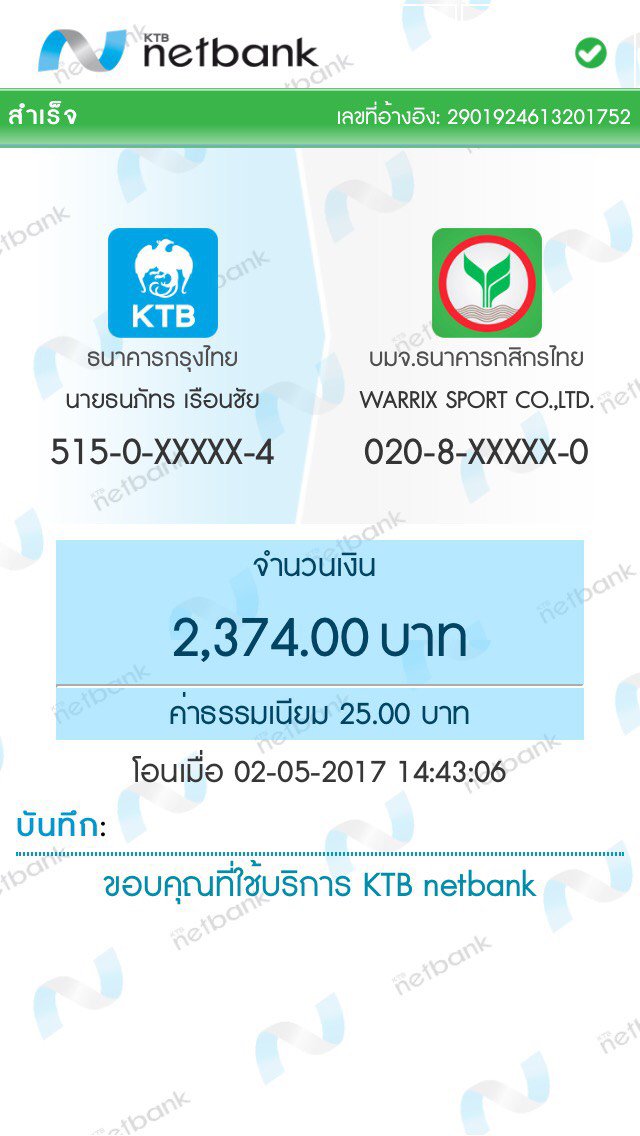 KTB
netbank
สำเร็จ
เลขที่อ้างอิง: 2901924613201752
KTB
ธนาคารกรุงไทย
นายธนภัทร เรือนชัย
515-0-XXXXX-4
บมจ.ธนาคารกสิกรไทย
WARRIX SPORT CO.,LTD.
020-8-XXXXX-0
จำนวนเงิน
2,374.00 บาท
ค่าธรรมเนียม 25.00 บาท
โอนเมื่อ 02-05-2017 14:43:06
บันทึก:
ขอบคุณที่ใช้บริการ KTB netbank